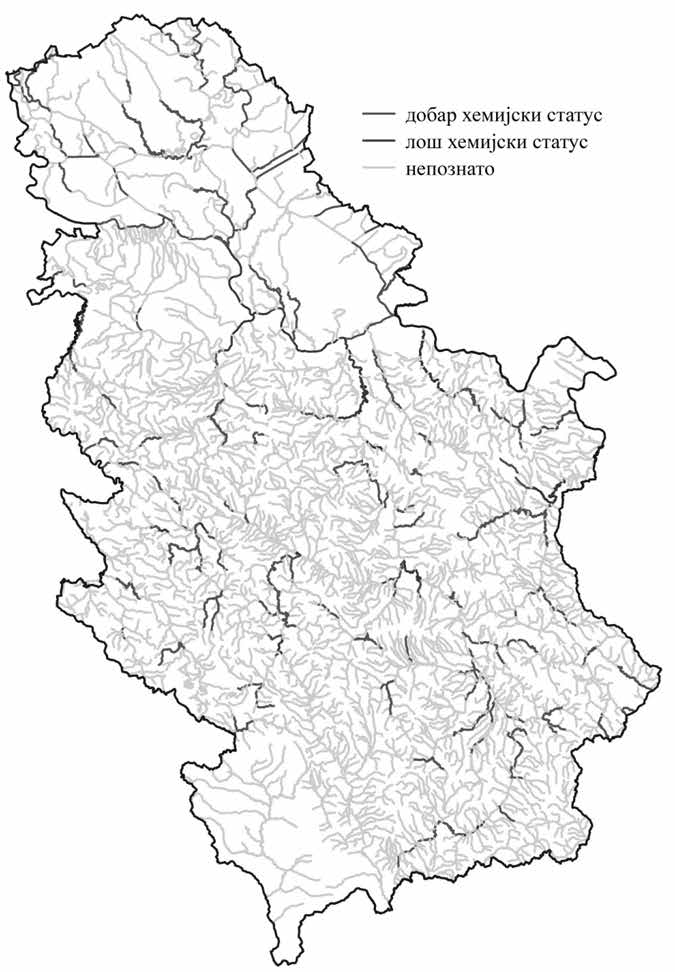 добар хемијски статус
лош хемијски статус
непознато